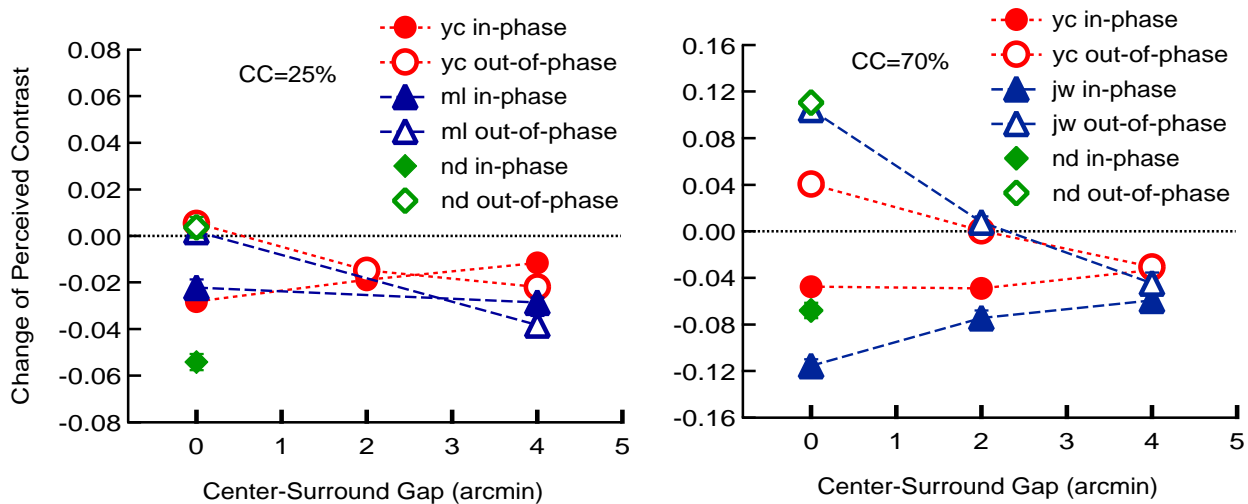 Change of Perceived Contrast
0.08
0.06
0.04
0.02
0.00
-0.02
-0.04
-0.06
-0.08
CC=25%
yc in-phase
yc out-of-phase
ml in-phase
ml out-of-phase
nd in-phase
nd out-of-phase
0 1 2 3 4 5
Center-Surround Gap (arcmin)
0.16
0.12
0.08
0.04
0.00
-0.04
-0.08
-0.12
-0.16
CC=70%
yc in-phase
yc out-of-phase
jw in-phase
jw out-of-phase
nd in-phase
nd out-of-phase
0 1 2 3 4 5
Center-Surround Gap (arcmin)